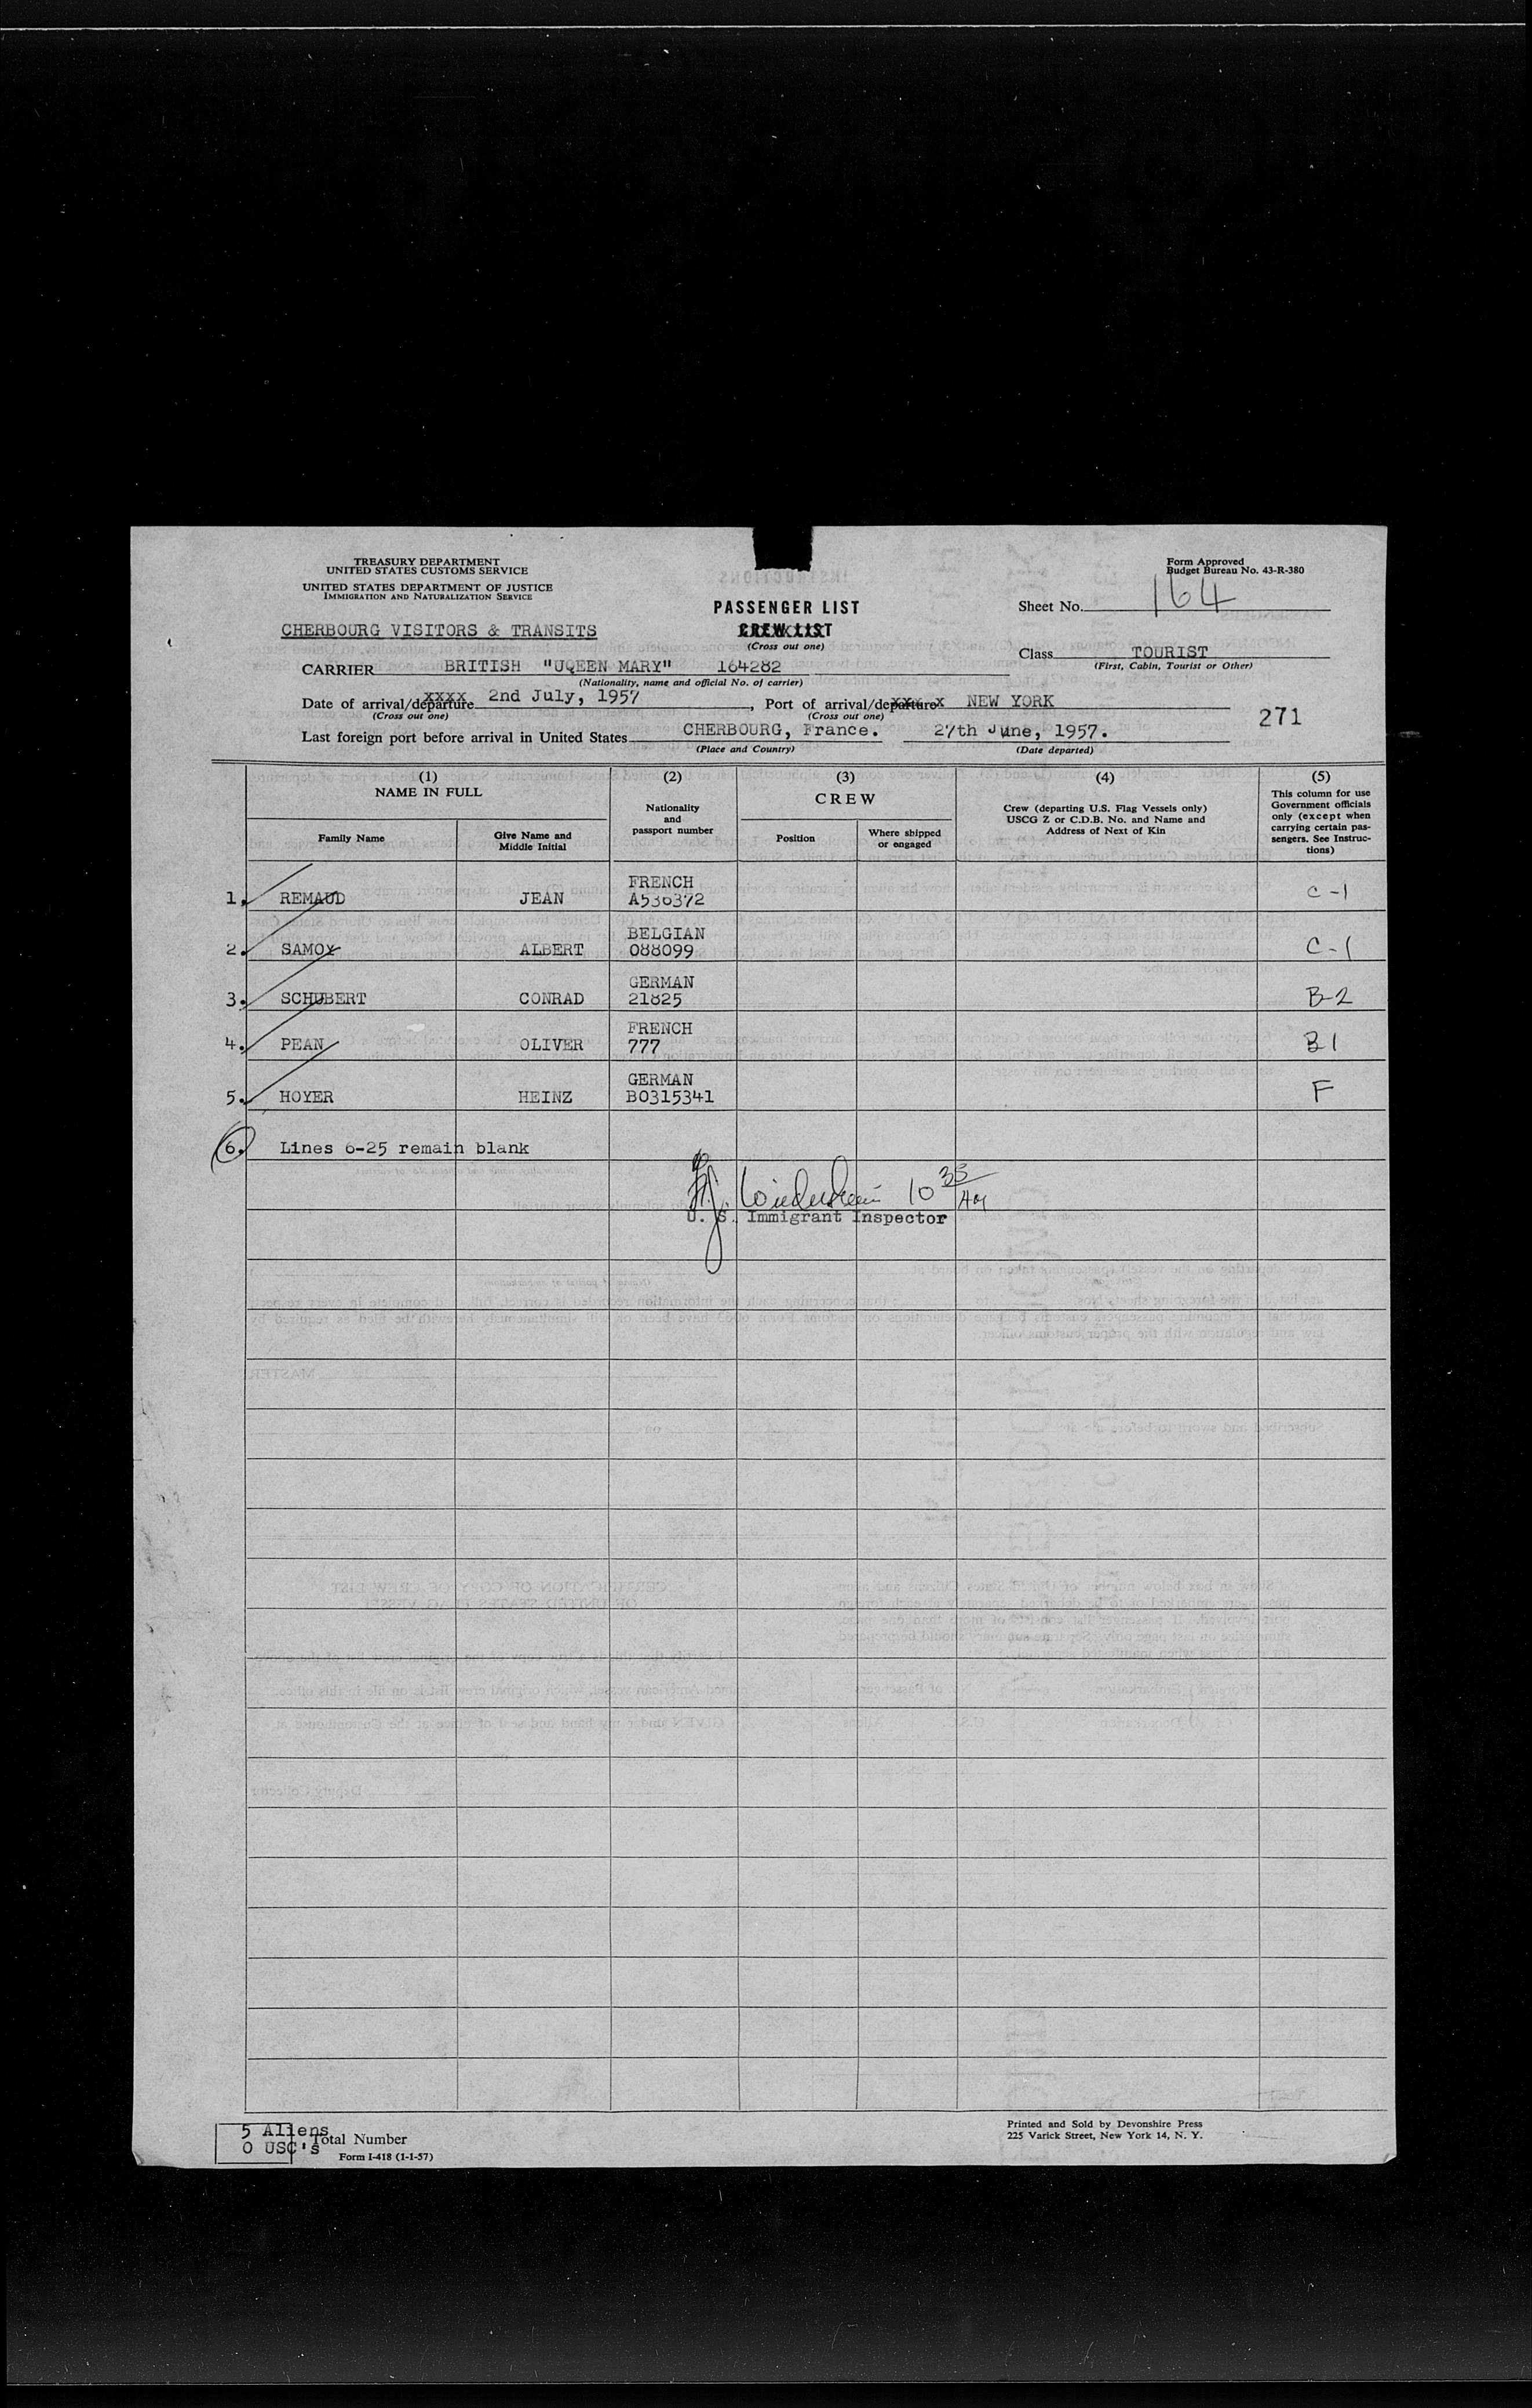 TREASURY DEPARTMENT
UNITED STATES CUSTOMS SERVICE
UNITED STATES DEPARTMENT OF JUSTICE
IMMIGRATION AND NATURALIZATION SERVICE
Form Approved
Budget Bureau No. 43-R-380
PASSENGER LIST
CREW LIST
(Cross out one)
Sheet No. 164
CHERBOURG VISITORS & TRANSITS
Class TOURIST
(First, Cabin, Tourist or Other)
CARRIER BRITISH "UQEEN MARY" 164282
(Nationality, name and official No. of carrier)
Date of arrival/departure xxxx 2nd July, 1957, Port of arrival/departure NEW YORK
(Cross out one) (Cross out one)
271
Last foreign port before arrival in United States CHERBOURG, France. 27th June, 1957.
(Place and Country) (Date departed)
(1) (2) (3) (4) (5)
NAME IN FULL
Family Name
Give Name and Middle Initial
Nationality and passport number
CREW
Position
Where shipped or engaged
Crew (departing U.S. Flag Vessels only)
USCG Z or C.D.B. No. and Name and
Address of Next of Kin
This column for use
Government officials
only (except when
carrying certain pas-
sengers. See Instruc-
tions)
1. REMAUD JEAN FRENCH A536372 C-1
2. SAMOY ALBERT BELGIAN 088099 C-1
3. SCHUBERT CONRAD GERMAN 21825 B-2
4. PEAN OLIVER FRENCH 777 B1
5. HOYER HEINZ GERMAN B0315341 F
6. Lines 6-25 remain blank
10 35
U. S. Immigrant Inspector
5 Aliens
0 USC's
Total Number
Form I-418 (1-1-57)
Printed and Sold by Devonshire Press
225 Varick Street, New York 14, N. Y.